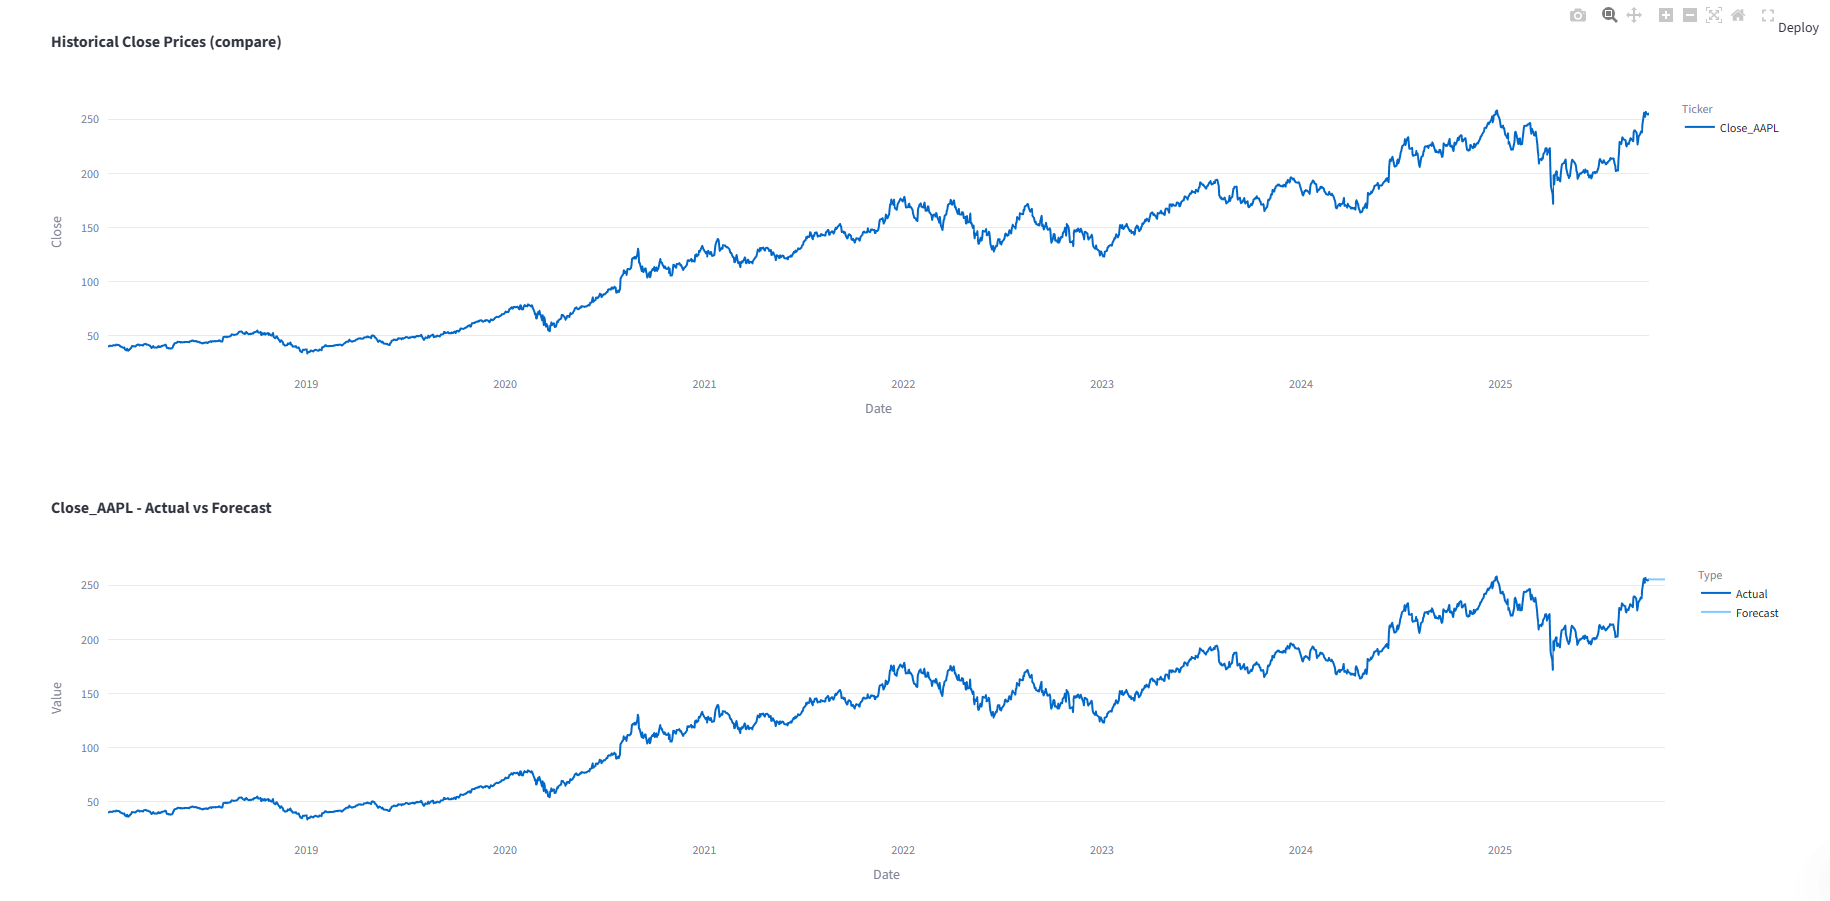 Deploy
Historical Close Prices (compare)
Ticker
Close_AAPL
250
200
150
100
50
Close
2019 2020 2021 2022 2023 2024 2025
Date
Close_AAPL - Actual vs Forecast
Type
Actual
Forecast
250
200
150
100
50
Value
2019 2020 2021 2022 2023 2024 2025
Date